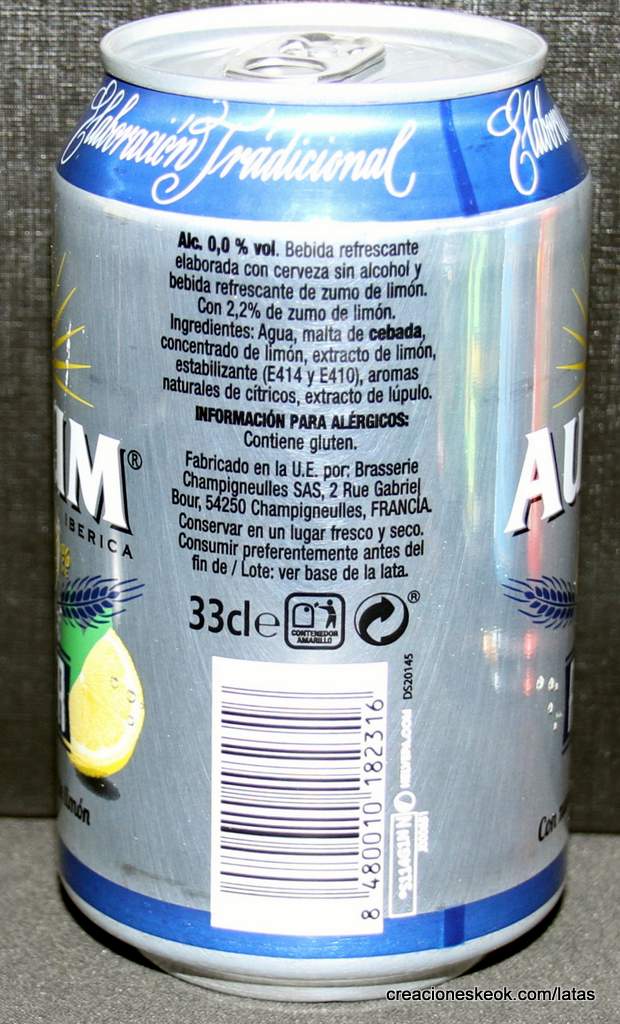 Elaboración Tradicional
Alc. 0,0 % vol. Bebida refrescante
elaborada con cerveza sin alcohol y
bebida refrescante de zumo de limón.
Con 2,2% de zumo de limón.
Ingredientes: Agua, malta de cebada,
concentrado de limón, extracto de limón,
estabilizante (E414 y E410), aromas
naturales de cítricos, extracto de lúpulo.
INFORMACIÓN PARA ALÉRGICOS:
Contiene gluten.
Fabricado en la U.E. por: Brasserie
Champigneulles SAS, 2 Rue Gabriel
Bour, 54250 Champigneulles, FRANCIA.
Conservar en un lugar fresco y seco.
Consumir preferentemente antes del
fin de / Lote: ver base de la lata.
33cl e
CONTENEDOR
AMARILLO
®
DS20145
8 480010 182316
IM®
IBERICA
limón
Elabor
AU
Con
creacioneskeok.com/latas